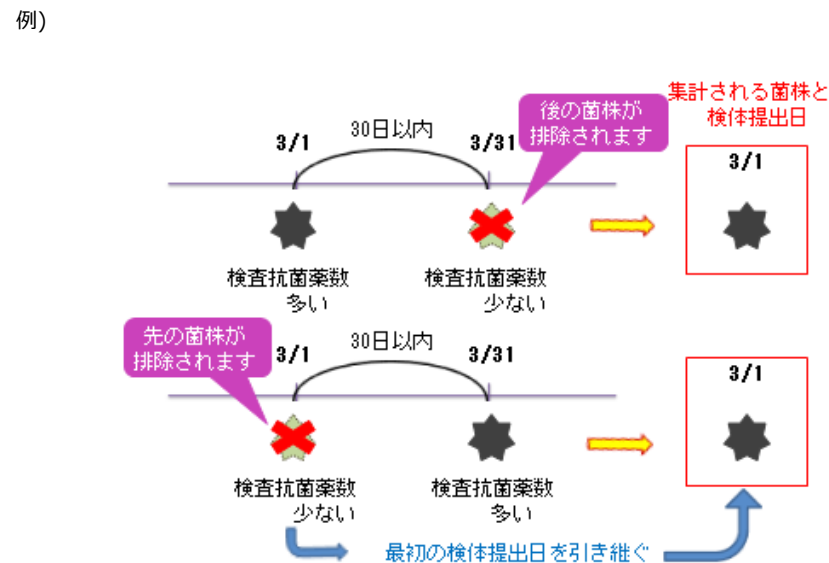 例)
集計される菌株と
検体提出日
後の菌株が
排除されます
30日以内
3/1
3/31
3/1
検査抗菌薬数
多い
検査抗菌薬数
少ない
先の菌株が
排除されます
30日以内
3/1
3/31
3/1
検査抗菌薬数
少ない
検査抗菌薬数
多い
最初の検体提出日を引き継ぐ